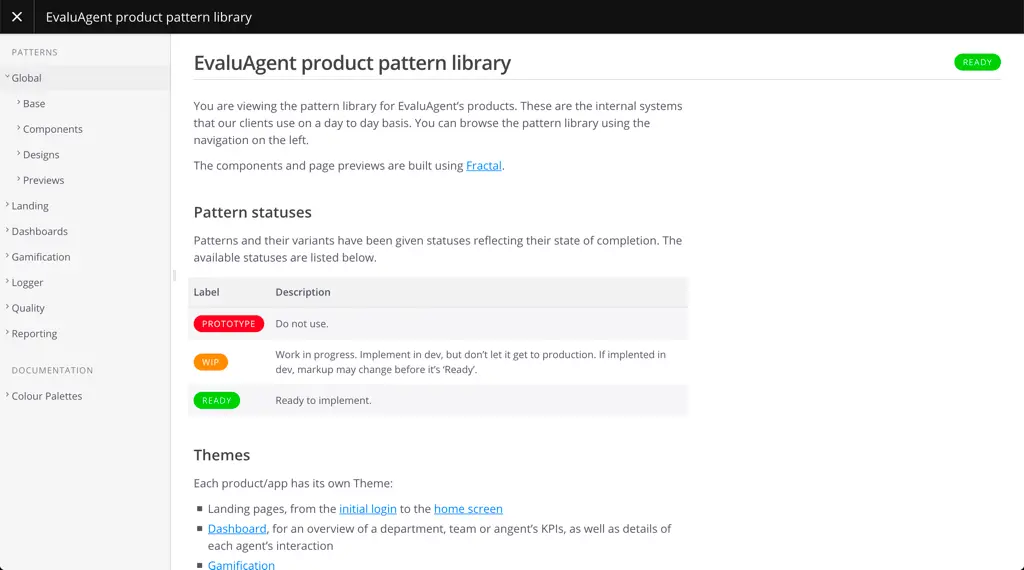 EvaluAgent product pattern library
PATTERNS
Global
Base
Components
Designs
Previews
Landing
Dashboards
Gamification
Logger
Quality
Reporting
DOCUMENTATION
Colour Palettes
EvaluAgent product pattern library
READY
You are viewing the pattern library for EvaluAgent’s products. These are the internal systems
that our clients use on a day to day basis. You can browse the pattern library using the
navigation on the left.
The components and page previews are built using Fractal.
Pattern statuses
Patterns and their variants have been given statuses reflecting their state of completion. The
available statuses are listed below.
Label Description
PROTOTYPE Do not use.
WIP Work in progress. Implement in dev, but don’t let it get to production. If implented in
dev, markup may change before it’s ‘Ready’.
READY Ready to implement.
Themes
Each product/app has its own Theme:
Landing pages, from the initial login to the home screen
Dashboard, for an overview of a department, team or angent’s KPIs, as well as details of
each agent’s interaction
Gamification